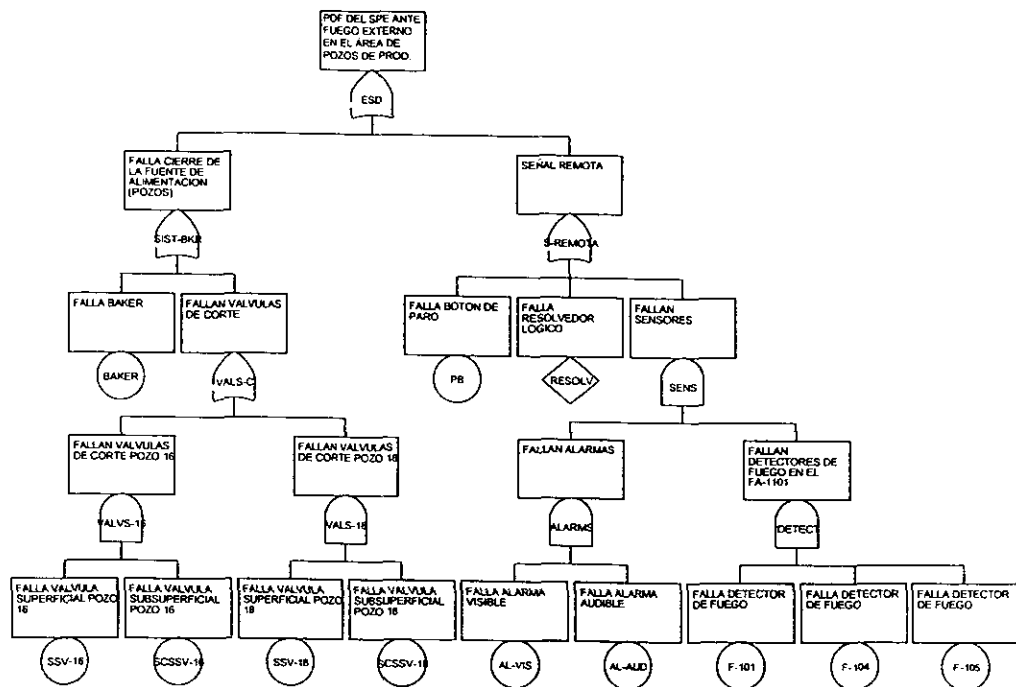 PDF DEL SPE ANTE
FUEGO EXTERNO
EN EL ÁREA DE
POZOS DE PROD.
ESD
FALLA CIERRE DE
LA FUENTE DE
ALIMENTACION
(POZOS)
SEÑAL REMOTA
SIST-BKR
S-REMOTA
FALLA BAKER
FALLAN VALVULAS
DE CORTE
FALLA BOTON DE
PARO
FALLA
RESOLVEDOR
LOGICO
FALLAN
SENSORES
BAKER
VALS-C
PB
RESOLV
SENS
FALLAN VALVULAS
DE CORTE POZO 16
FALLAN VALVULAS
DE CORTE POZO 18
FALLAN ALARMAS
FALLAN
DETECTORES DE
FUEGO EN EL
FA-1101
VALVS-16
VALS-18
ALARMS
DETECT
FALLA VALVULA
SUPERFICIAL POZO
16
FALLA VALVULA
SUBSUPERFICIAL
POZO 16
FALLA VALVULA
SUPERFICIAL POZO
18
FALLA VALVULA
SUBSUPERFICIAL
POZO 18
FALLA ALARMA
VISIBLE
FALLA ALARMA
AUDIBLE
FALLA DETECTOR
DE FUEGO
FALLA DETECTOR
DE FUEGO
FALLA DETECTOR
DE FUEGO
SSV-16
SCSSV-16
SSV-18
SCSSV-18
AL-VIS
AL-AUD
F-101
F-104
F-105